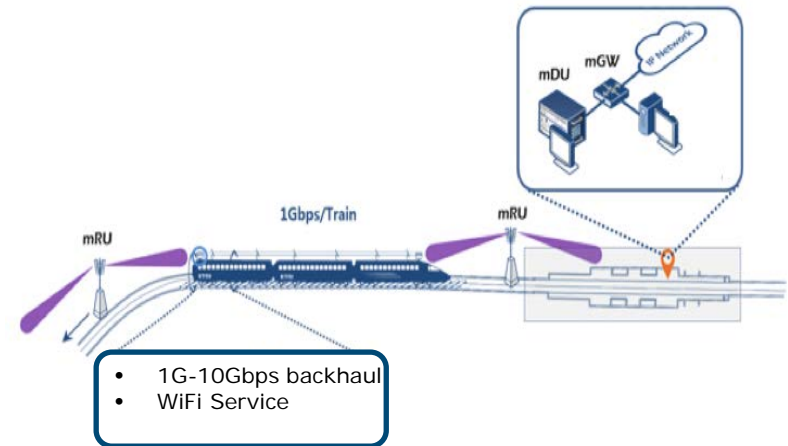 IP Network
mGW
mDU
1Gbps/Train
mRU
mRU
• 1G-10Gbps backhaul
• WiFi Service